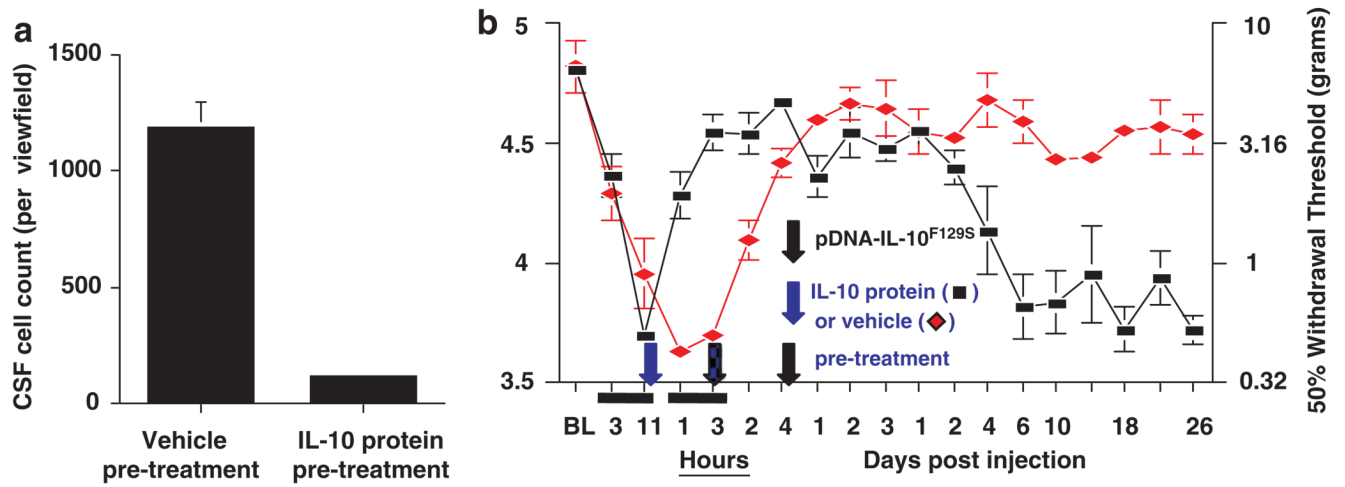 a
CSF cell count (per viewfield)
1500
1000
500
0
Vehicle
pre-treatment
IL-10 protein
pre-treatment
b
5
4.5
4
3.5
10
3.16
1
0.32
50% Withdrawal Threshold (grams)
pDNA-IL-10F129S
IL-10 protein ( )
or vehicle ( )
pre-treatment
BL 3 11 1 3 2 4 1 2 3 1 2 4 6 10 18 26
Hours
Days post injection